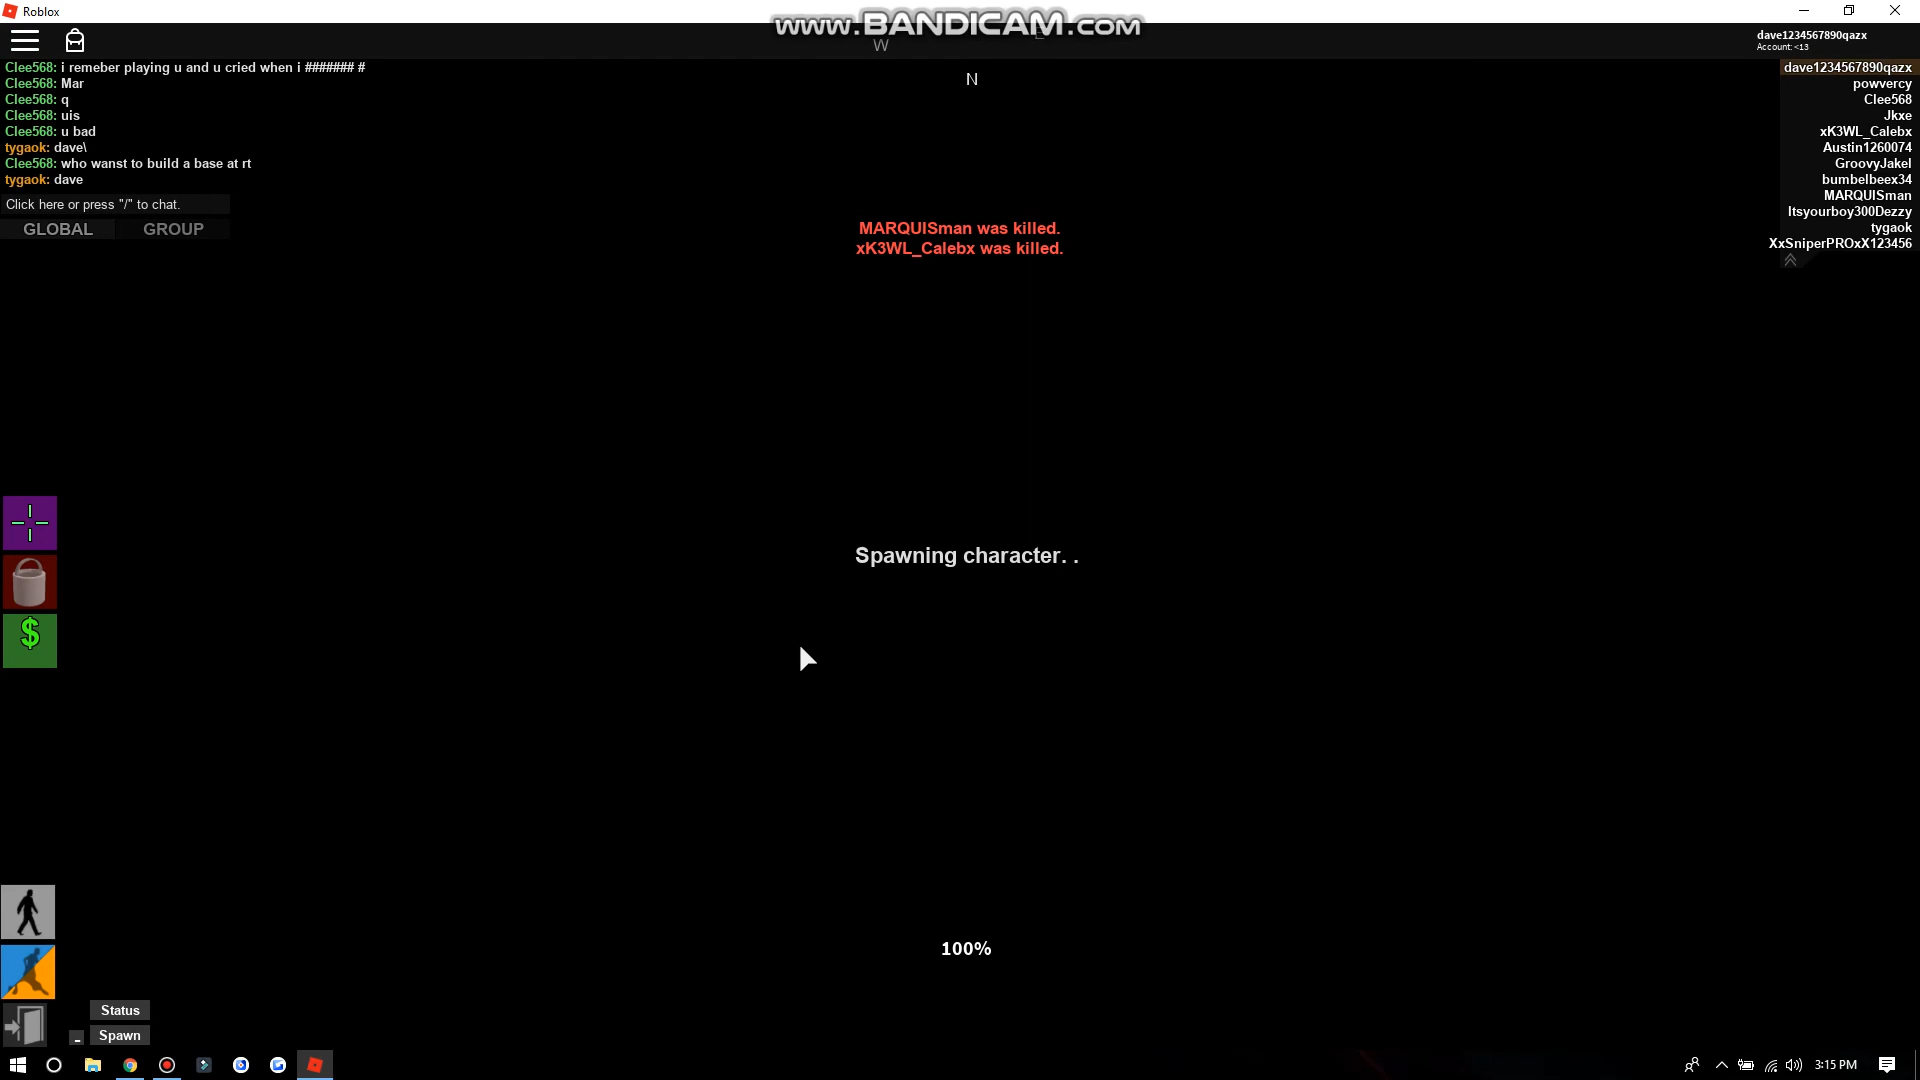 Roblox
www.BANDICAM.com
W
E
dave1234567890qazx
Account: <13
N
Clee568: i remeber playing u and u cried when i ####### #
Clee568: Mar
Clee568: q
Clee568: uis
Clee568: u bad
tygaok: dave\
Clee568: who wanst to build a base at rt
tygaok: dave
Click here or press "/" to chat.
GLOBAL GROUP
dave1234567890qazx
powvercy
Clee568
Jkxe
xK3WL_Calebx
Austin1260074
GroovyJakel
bumbelbeex34
MARQUISman
Itsyourboy300Dezzy
tygaok
XxSniperPROxX123456
MARQUISman was killed.
xK3WL_Calebx was killed.
$
Spawning character. .
100%
Status
- Spawn
3:15 PM